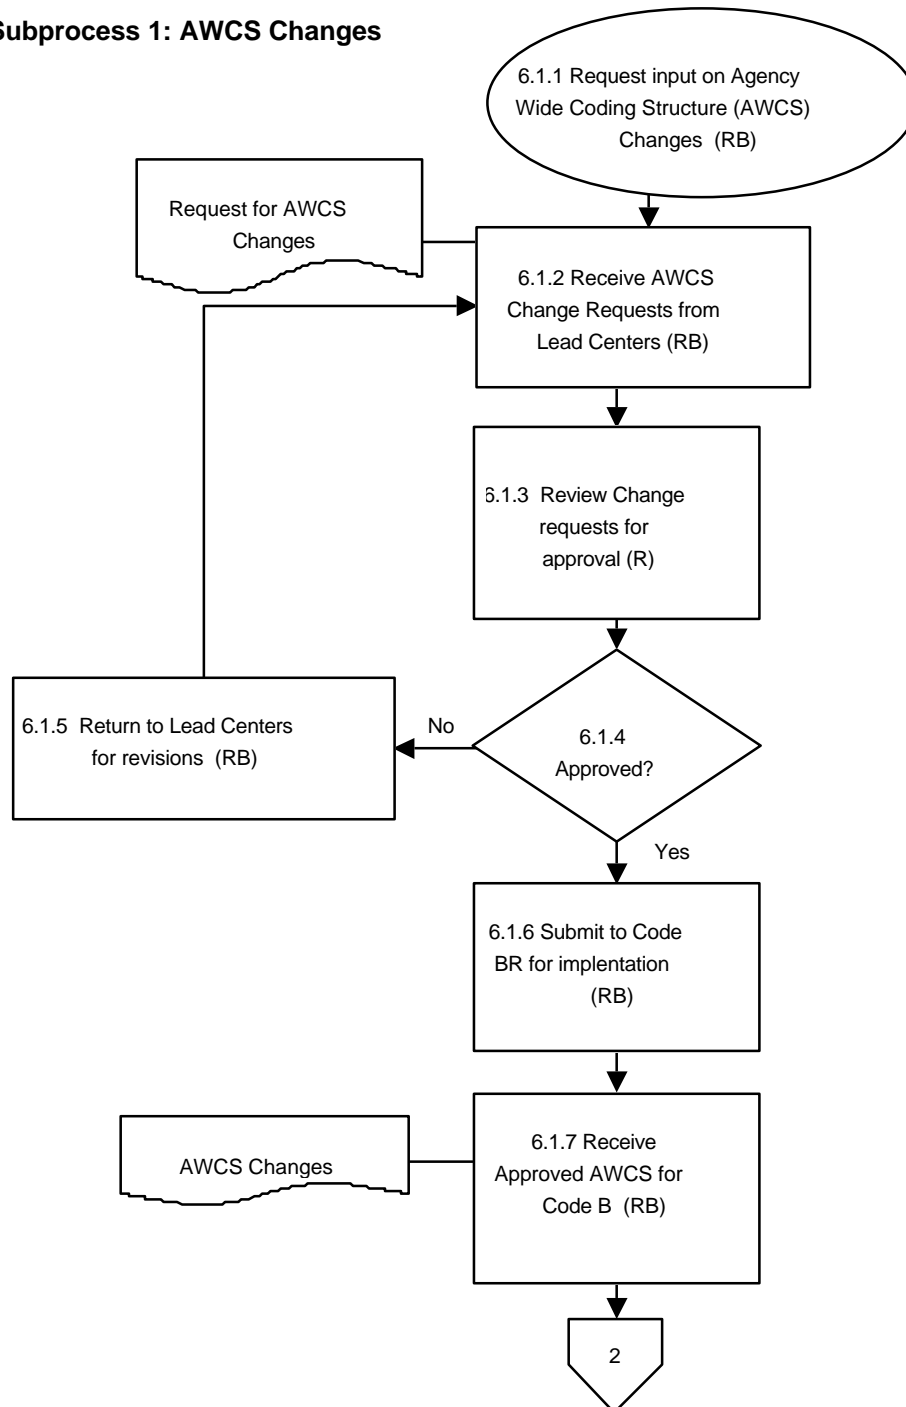 Subprocess 1: AWCS Changes
6.1.1 Request input on Agency
Wide Coding Structure (AWCS)
Changes (RB)
Request for AWCS
Changes
6.1.2 Receive AWCS
Change Requests from
Lead Centers (RB)
6.1.3 Review Change
requests for
approval (R)
6.1.5 Return to Lead Centers
for revisions (RB)
No
6.1.4
Approved?
Yes
6.1.6 Submit to Code
BR for implentation
(RB)
AWCS Changes
6.1.7 Receive
Approved AWCS for
Code B (RB)
2